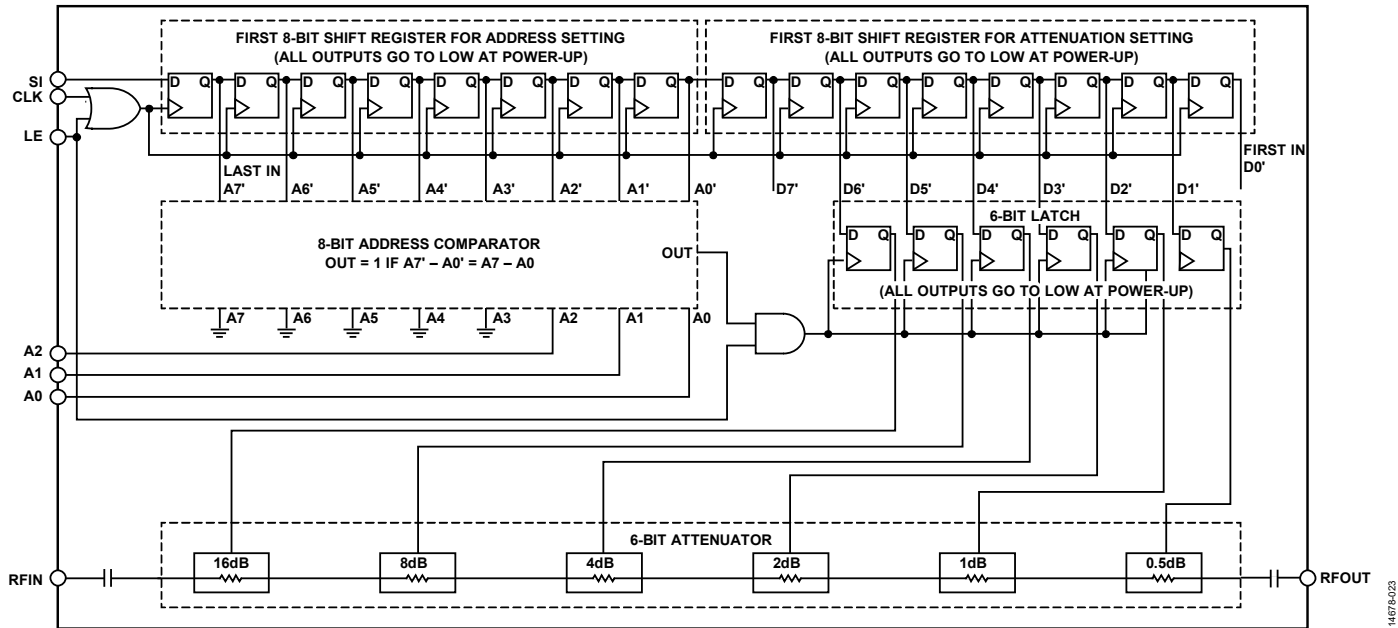 FIRST 8-BIT SHIFT REGISTER FOR ADDRESS SETTING
(ALL OUTPUTS GO TO LOW AT POWER-UP)
FIRST 8-BIT SHIFT REGISTER FOR ATTENUATION SETTING
(ALL OUTPUTS GO TO LOW AT POWER-UP)
SI
CLK
LE
D Q D Q D Q D Q D Q D Q D Q D Q D Q D Q D Q D Q D Q D Q D Q D Q
LAST IN
FIRST IN
D0'
A7' A6' A5' A4' A3' A2' A1' A0' D7' D6' D5' D4' D3' D2' D1'
8-BIT ADDRESS COMPARATOR
OUT = 1 IF A7' – A0' = A7 – A0
OUT
6-BIT LATCH
D Q D Q D Q D Q D Q D Q
(ALL OUTPUTS GO TO LOW AT POWER-UP)
A7 A6 A5 A4 A3 A2 A1 A0
A2
A1
A0
6-BIT ATTENUATOR
16dB 8dB 4dB 2dB 1dB 0.5dB
RFIN
RFOUT
14678-023